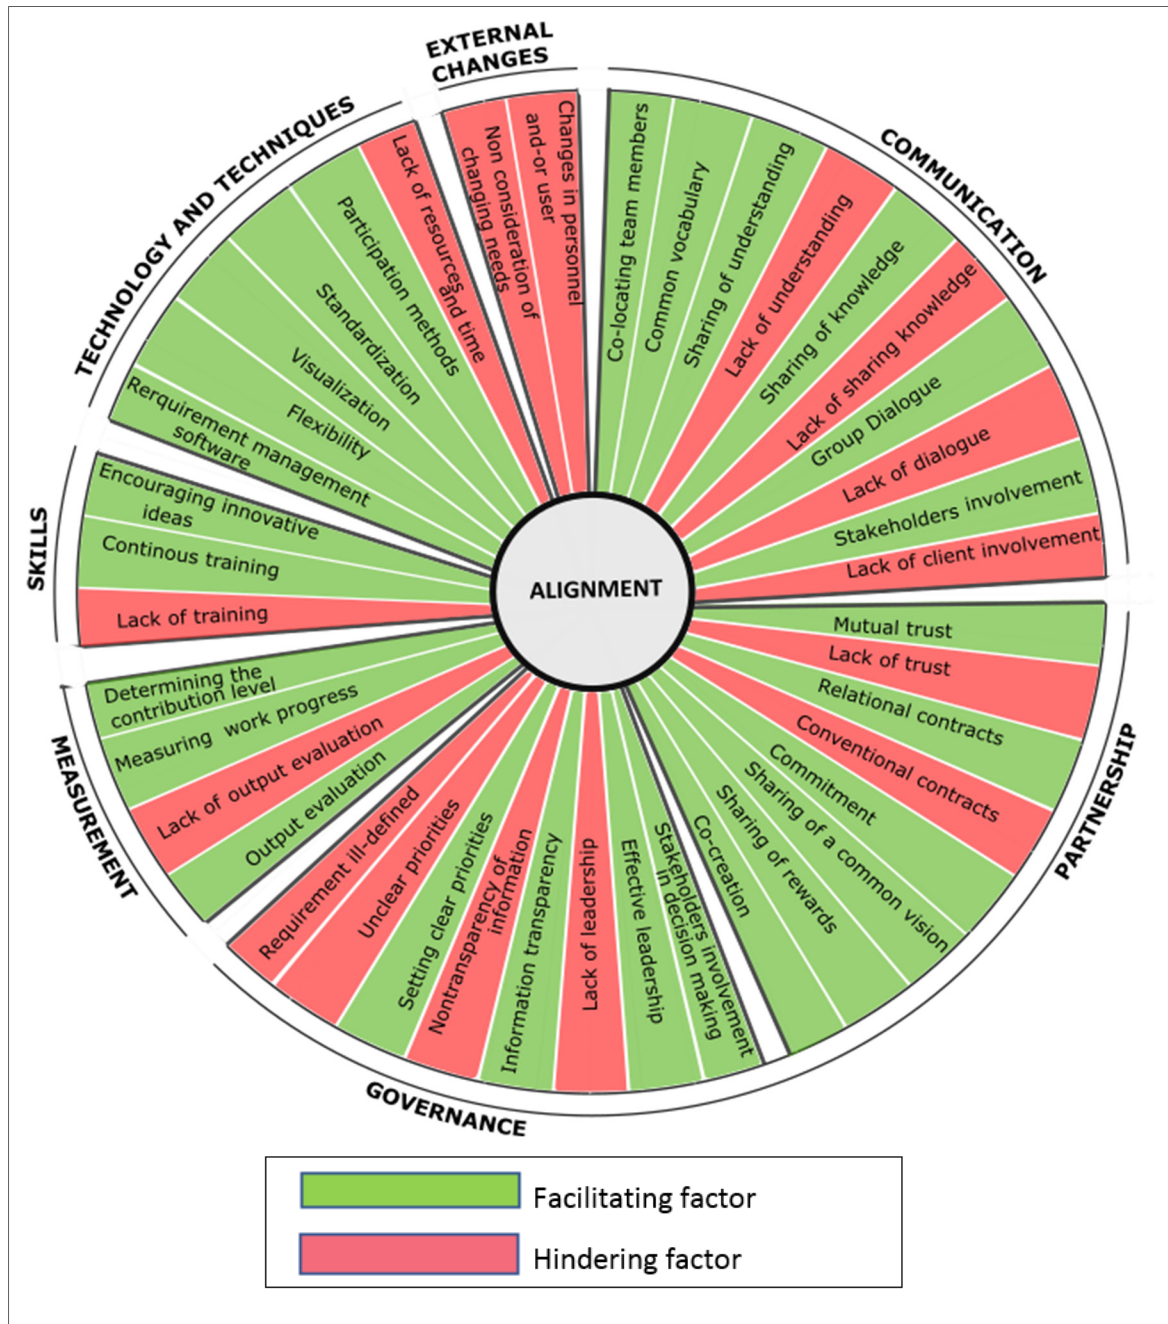 EXTERNAL
CHANGES
Changes in personnel
and-or user
Non consideration of
changing needs
COMMUNICATION
Co-locating team members
Common vocabulary
Sharing of understanding
Lack of understanding
Sharing of knowledge
Lack of sharing knowledge
Group Dialogue
Lack of dialogue
Stakeholders involvement
Lack of client involvement
PARTNERSHIP
Mutual trust
Lack of trust
Relational contracts
Conventional contracts
Commitment
Sharing of a common vision
Sharing of rewards
Co-creation
GOVERNANCE
Stakeholders involvement
in decision making
Effective leadership
Lack of leadership
Information transparency
Nontransparency of
information
Setting clear priorities
Unclear priorities
Requirement ill-defined
MEASUREMENT
Output evaluation
Lack of output evaluation
Measuring work progress
Determining the
contribution level
SKILLS
Lack of training
Continous training
Encouraging innovative
ideas
TECHNOLOGY AND TECHNIQUES
Rerquirement management
software
Flexibility
Visualization
Standardization
Participation methods
Lack of resources
and time
ALIGNMENT
Facilitating factor
Hindering factor